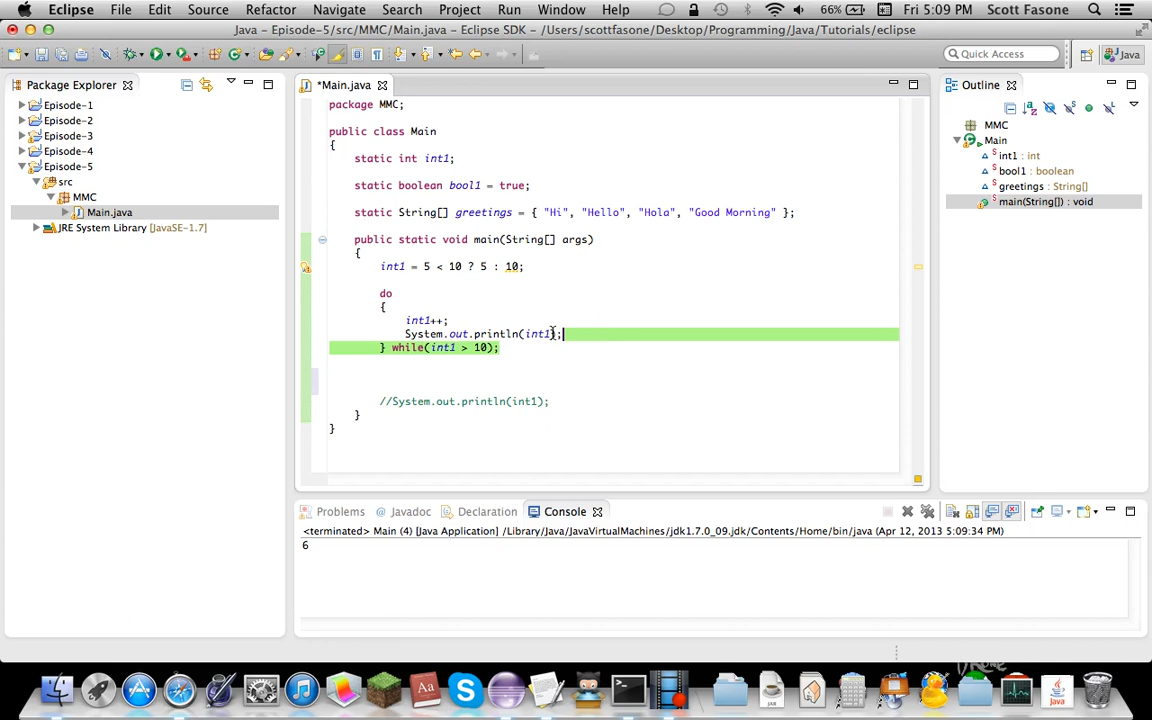 Eclipse File Edit Source Refactor Navigate Search Project Run Window Help 66% Fri 5:09 PM Scott Fasone
Java – Episode-5/src/MMC/Main.java – Eclipse SDK – /Users/scottfasone/Desktop/Programming/Java/Tutorials/eclipse
Quick Access Java
Package Explorer
Episode-1
Episode-2
Episode-3
Episode-4
Episode-5
src
MMC
Main.java
JRE System Library [JavaSE-1.7]
*Main.java
package MMC;
public class Main
{
static int int1;
static boolean bool1 = true;
static String[] greetings = { "Hi", "Hello", "Hola", "Good Morning" };
public static void main(String[] args)
{
int1 = 5 < 10 ? 5 : 10;
do
{
int1++;
System.out.println(int1);
} while(int1 > 10);
//System.out.println(int1);
}
}
Outline
MMC
Main
int1 : int
bool1 : boolean
greetings : String[]
main(String[]) : void
Problems Javadoc Declaration Console
<terminated> Main (4) [Java Application] /Library/Java/JavaVirtualMachines/jdk1.7.0_09.jdk/Contents/Home/bin/java (Apr 12, 2013 5:09:34 PM)
6